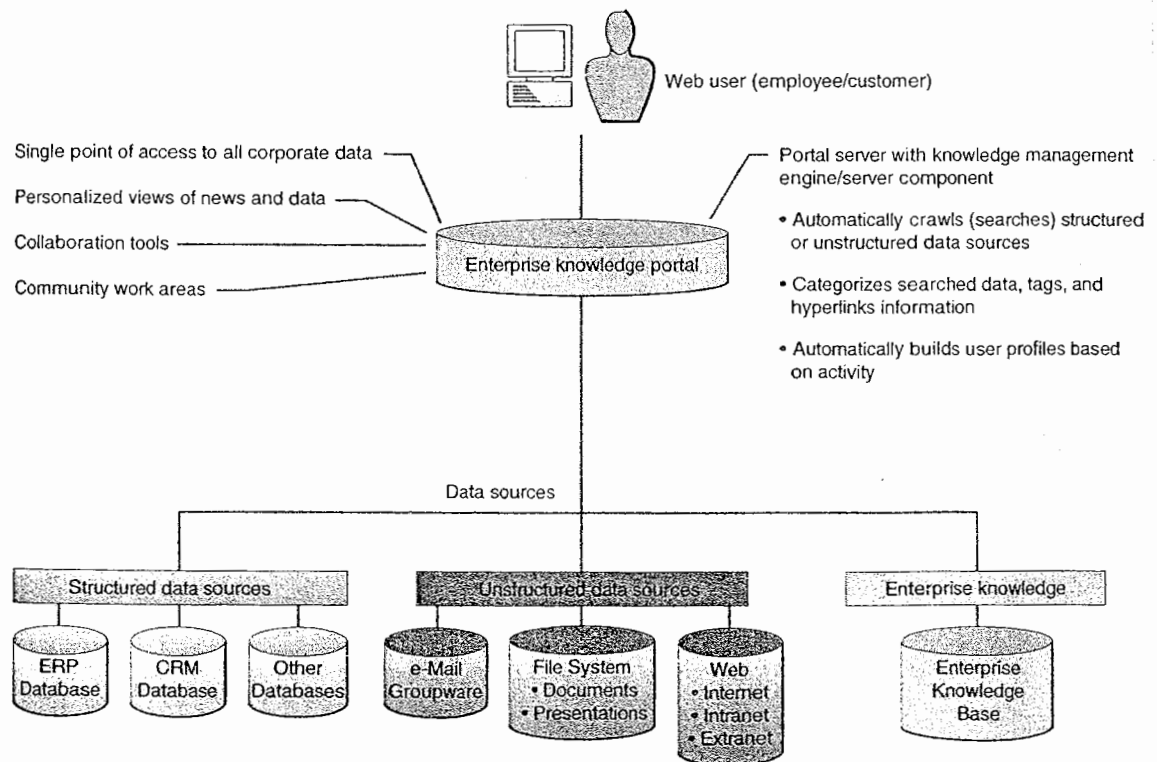 Web user (employee/customer)
Single point of access to all corporate data
Personalized views of news and data
Collaboration tools
Community work areas
Enterprise knowledge portal
Portal server with knowledge management
engine/server component
• Automatically crawls (searches) structured
or unstructured data sources
• Categorizes searched data, tags, and
hyperlinks information
• Automatically builds user profiles based
on activity
Data sources
Structured data sources
ERP
Database
CRM
Database
Other
Databases
Unstructured data sources
e-Mail
Groupware
File System
• Documents
• Presentations
Web
• Internet
• Intranet
• Extranet
Enterprise knowledge
Enterprise
Knowledge
Base